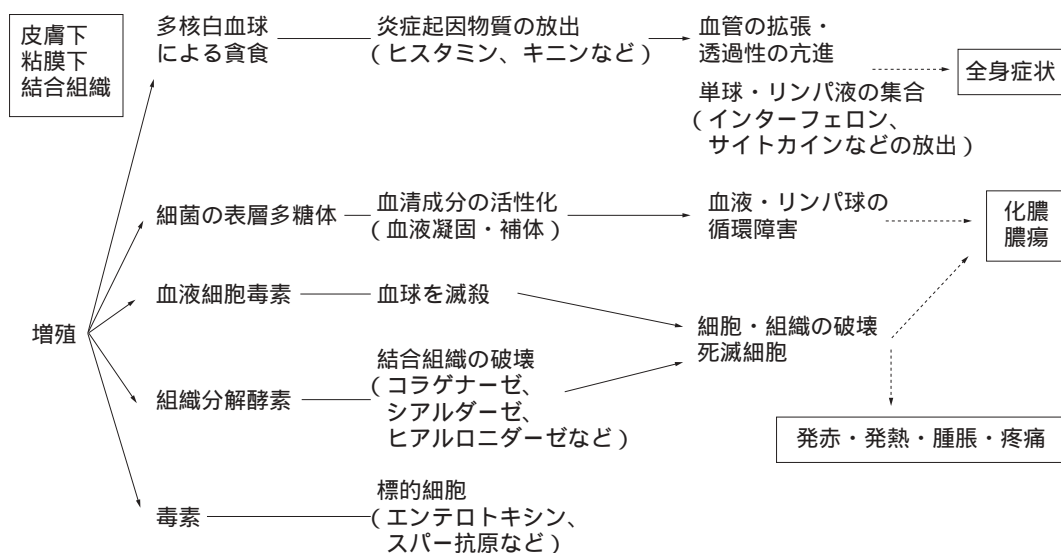 皮膚下
粘膜下
結合組織
多核白血球
による貪食
炎症起因物質の放出
(ヒスタミン、キニンなど)
血管の拡張・
透過性の亢進
単球・リンパ液の集合
(インターフェロン、
サイトカインなどの放出)
全身症状
細菌の表層多糖体
血清成分の活性化
(血液凝固・補体)
血液・リンパ球の
循環障害
化膿
膿瘍
増殖
血液細胞毒素
血球を滅殺
細胞・組織の破壊
死滅細胞
組織分解酵素
結合組織の破壊
(コラゲナーゼ、
シアルダーゼ、
ヒアルロニダーゼなど)
発赤・発熱・腫脹・疼痛
毒素
標的細胞
(エンテロトキシン、
スパー抗原など)